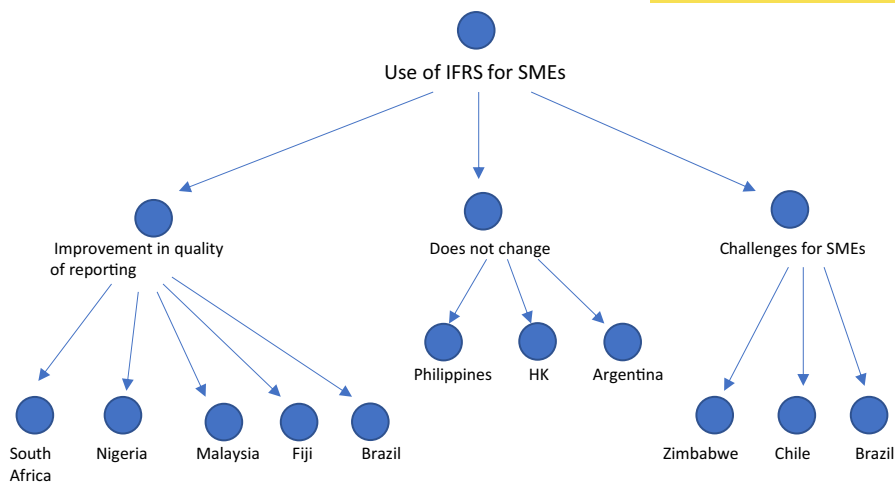 Use of IFRS for SMEs
Improvement in quality
of reporting
Does not change
Challenges for SMEs
Philippines
HK
Argentina
South
Africa
Nigeria
Malaysia
Fiji
Brazil
Zimbabwe
Chile
Brazil